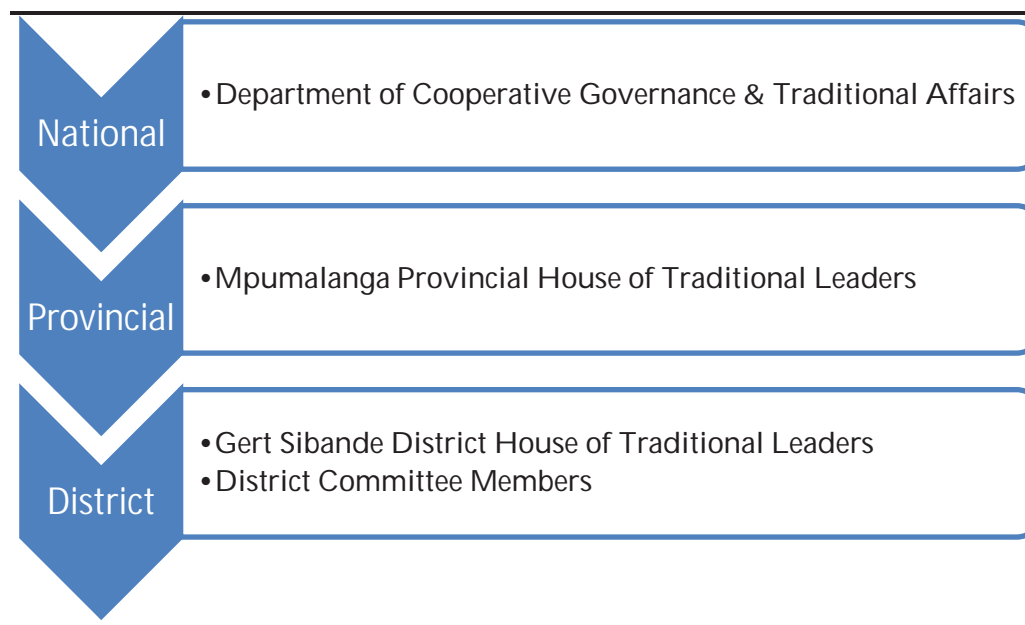 National
•Department of Cooperative Governance & Traditional Affairs
Provincial
•Mpumalanga Provincial House of Traditional Leaders
District
•Gert Sibande District House of Traditional Leaders
•District Committee Members